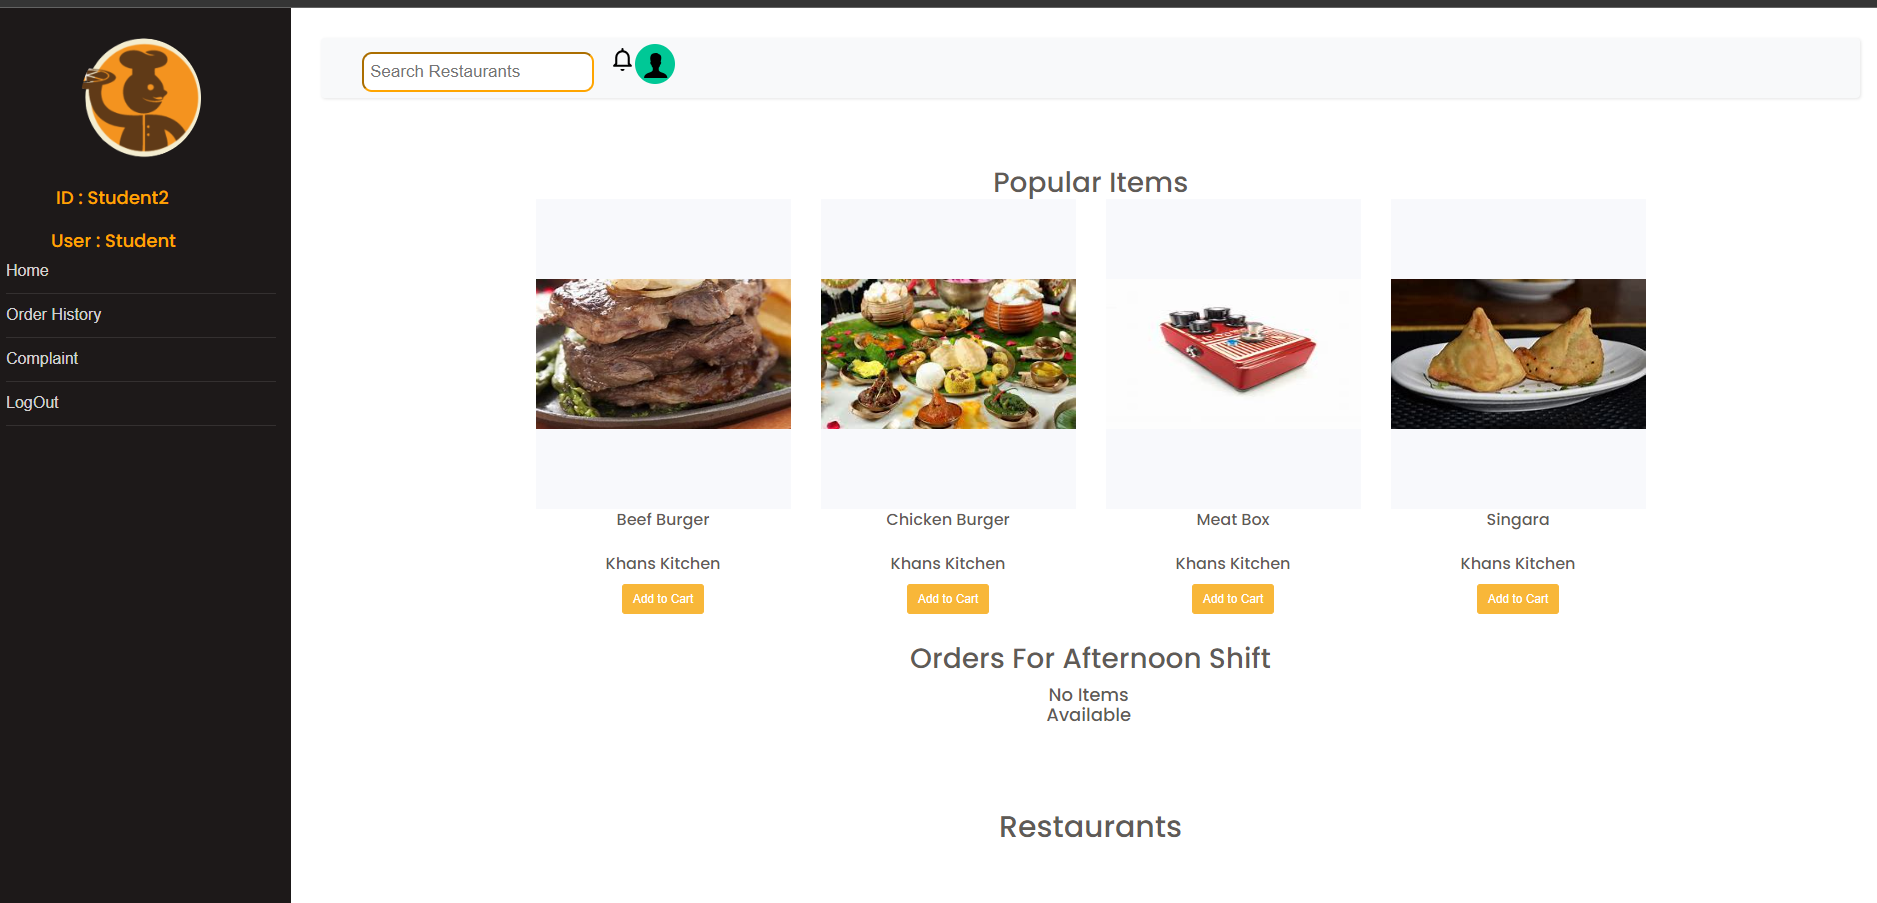 Search Restaurants
ID : Student2
User : Student
Home
Order History
Complaint
LogOut
Popular Items
Beef Burger
Chicken Burger
Meat Box
Singara
Khans Kitchen
Khans Kitchen
Khans Kitchen
Khans Kitchen
Add to Cart
Add to Cart
Add to Cart
Add to Cart
Orders For Afternoon Shift
No Items
Available
Restaurants